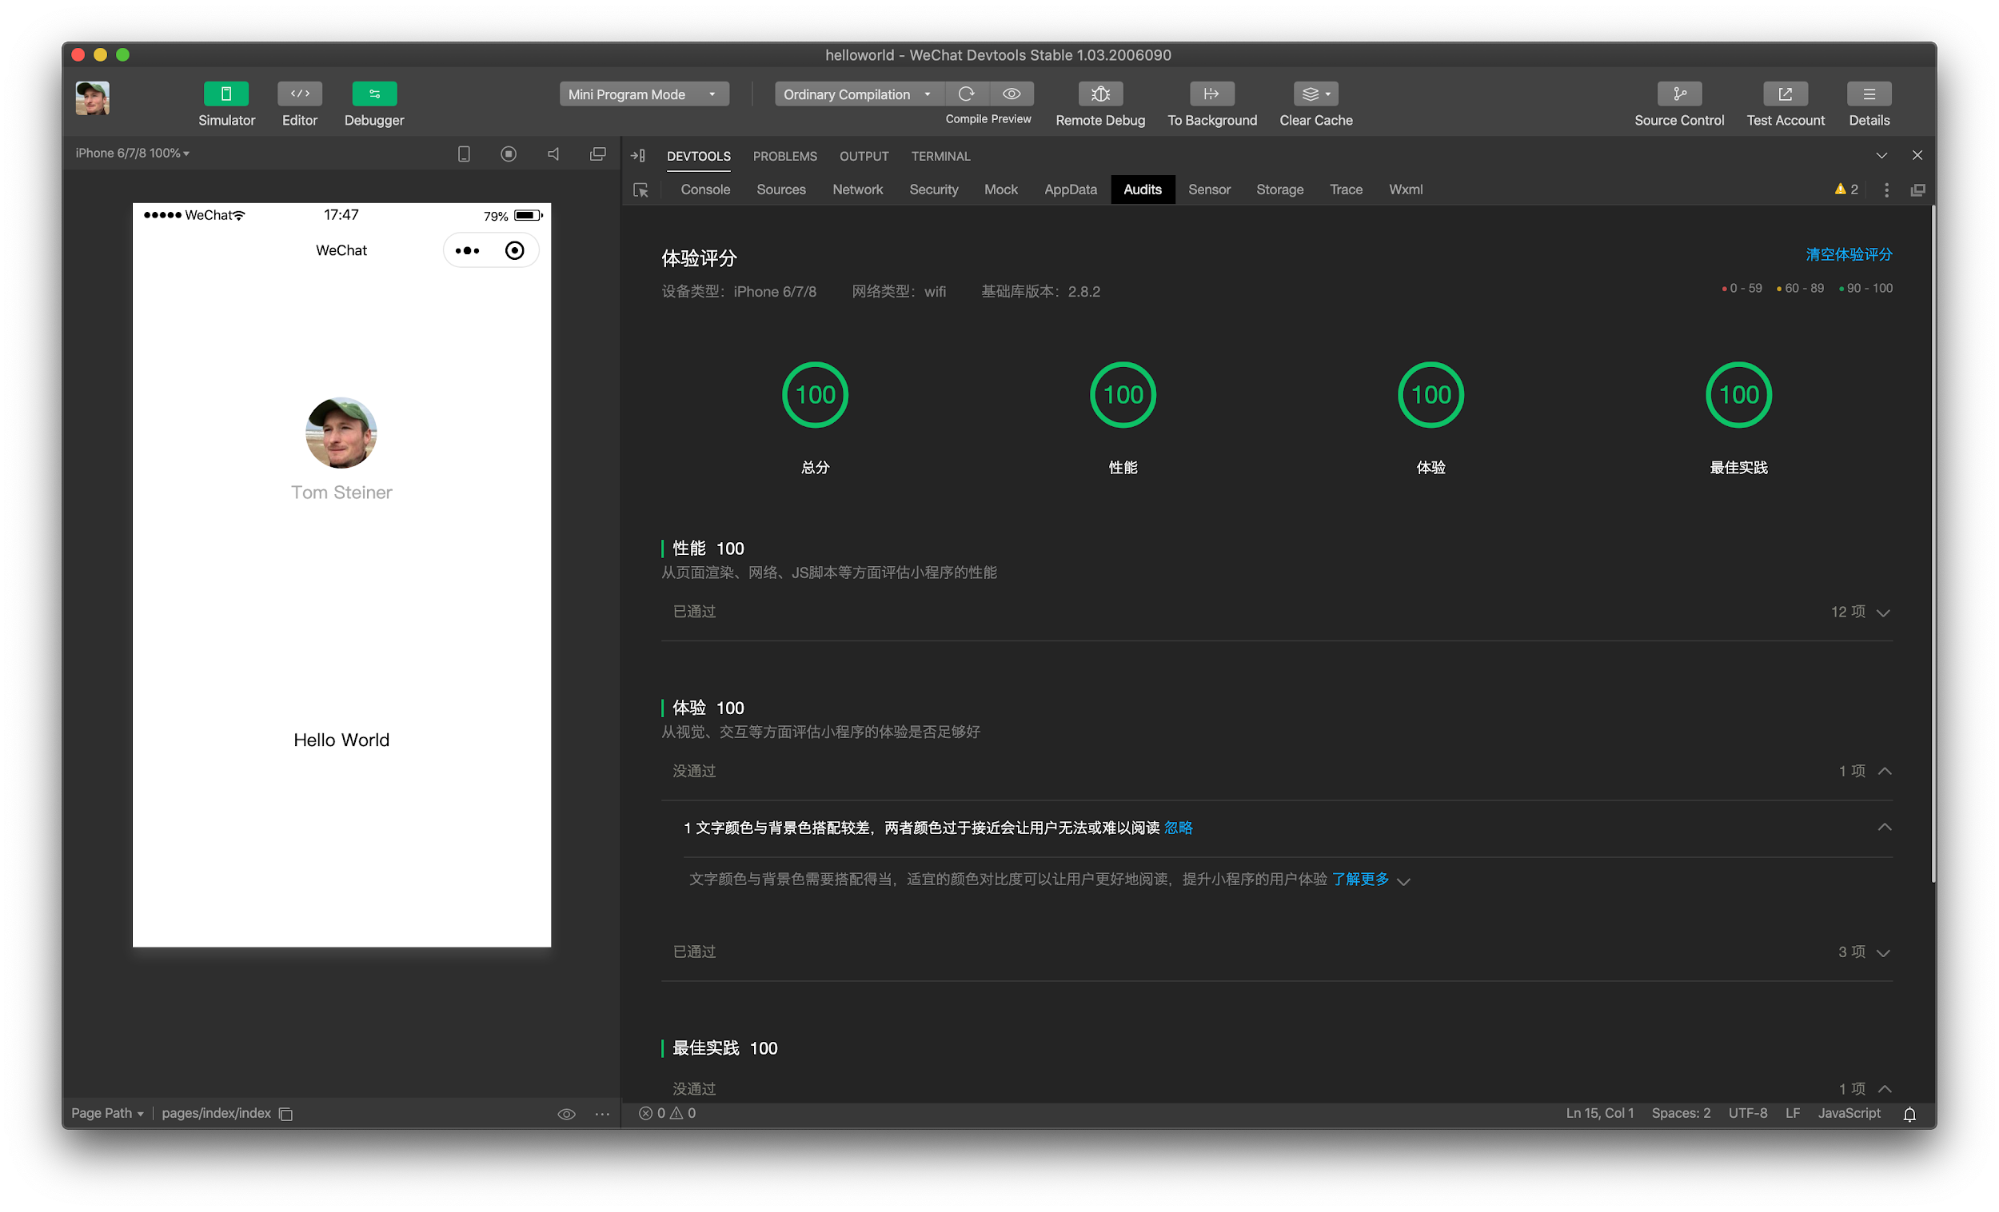 helloworld - WeChat Devtools Stable 1.03.2006090
Simulator
Editor
Debugger
Mini Program Mode
Ordinary Compilation
Compile Preview
Remote Debug
To Background
Clear Cache
Source Control
Test Account
Details
iPhone 6/7/8 100%
DEVTOOLS PROBLEMS OUTPUT TERMINAL
Console Sources Network Security Mock AppData Audits Sensor Storage Trace Wxml
2
WeChat 17:47 79%
WeChat
Tom Steiner
Hello World
体验评分
清空体验评分
设备类型：iPhone 6/7/8 网络类型：wifi 基础库版本：2.8.2
0 - 59 60 - 89 90 - 100
100 100 100 100
总分 性能 体验 最佳实践
性能 100
从页面渲染、网络、JS脚本等方面评估小程序的性能
已通过 12 项
体验 100
从视觉、交互等方面评估小程序的体验是否足够好
没通过 1 项
1 文字颜色与背景色搭配较差，两者颜色过于接近会让用户无法或难以阅读 忽略
文字颜色与背景色需要搭配得当，适宜的颜色对比度可以让用户更好地阅读，提升小程序的用户体验 了解更多
已通过 3 项
最佳实践 100
没通过 1 项
Page Path pages/index/index
0 0
Ln 15, Col 1 Spaces: 2 UTF-8 LF JavaScript